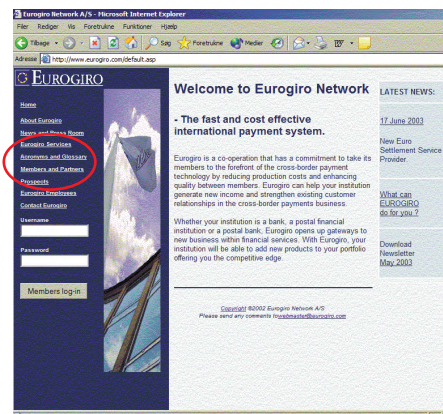 Eurogiro Network A/S - Microsoft Internet Explorer
Filer Rediger Vis Foretrukne Funktioner Hjælp
Tilbage Søg Foretrukne Medier
Adresse http://www.eurogiro.com/default.asp
EUROGIRO
Home
About Eurogiro
News and Press Room
Eurogiro Services
Acronyms and Glossary
Members and Partners
Prospects
Eurogiro Employees
Contact Eurogiro
Username
Password
Members log-in
Welcome to Eurogiro Network
- The fast and cost effective
international payment system.
Eurogiro is a co-operation that has a commitment to take its
members to the forefront of the cross-border payment
technology by reducing production costs and enhancing
quality between members. Eurogiro can help your institution
generate new income and strengthen existing customer
relationships in the cross-border payments business.
Whether your institution is a bank, a postal financial
institution or a postal bank, Eurogiro opens up gateways to
new business within financial services. With Eurogiro, your
institution will be able to add new products to your portfolio
offering you the competitive edge.
Copyright ©2002 Eurogiro Network A/S
Please send any comments towebmaster@eurogiro.com
LATEST NEWS:
17 June 2003
New Euro
Settlement Service
Provider
What can
EUROGIRO
do for you ?
Download
Newsletter
May 2003